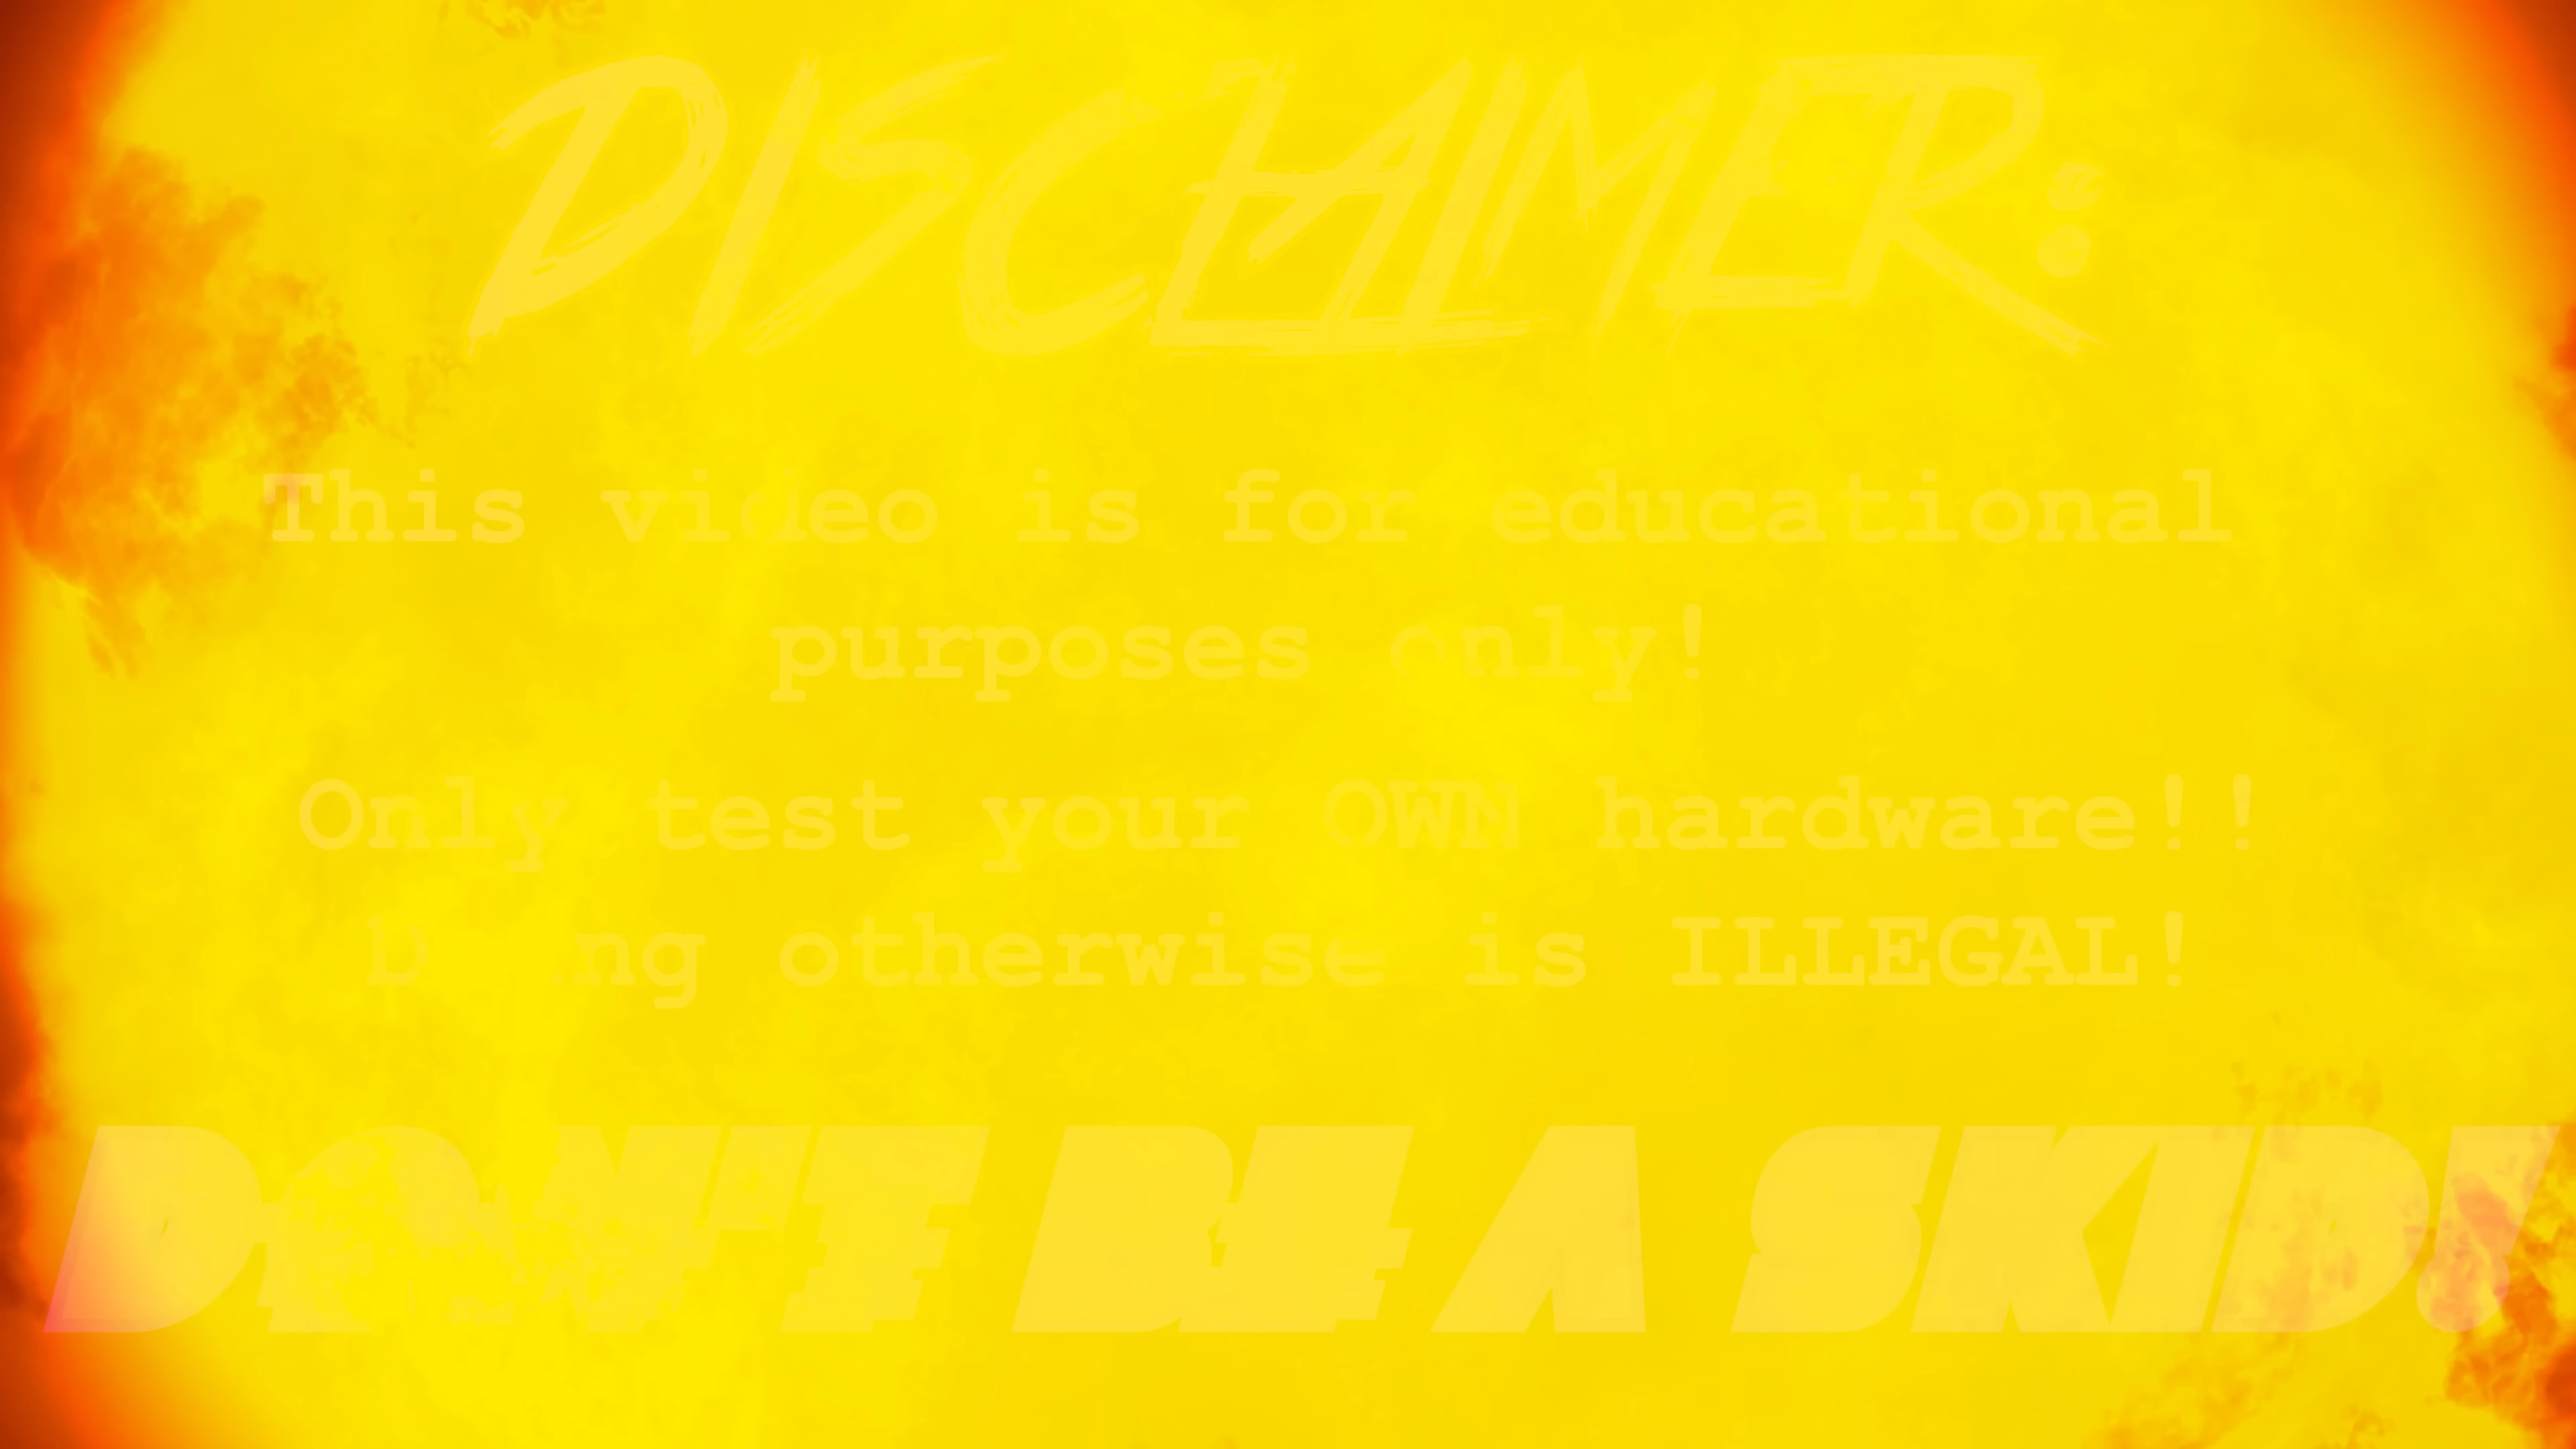 DISCLAIMER:
This video is for educational
purposes only!
Only test your OWN hardware!!
otherwise is ILLEGAL!
DON'T BE A SKID!